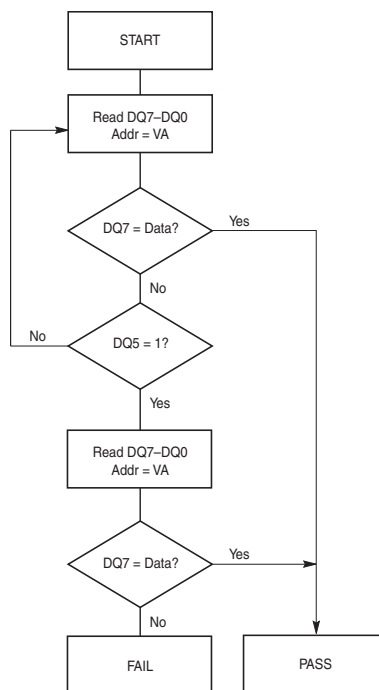 START
Read DQ7–DQ0
Addr = VA
DQ7 = Data?
Yes
No
No
DQ5 = 1?
Yes
Read DQ7–DQ0
Addr = VA
DQ7 = Data?
Yes
No
FAIL
PASS